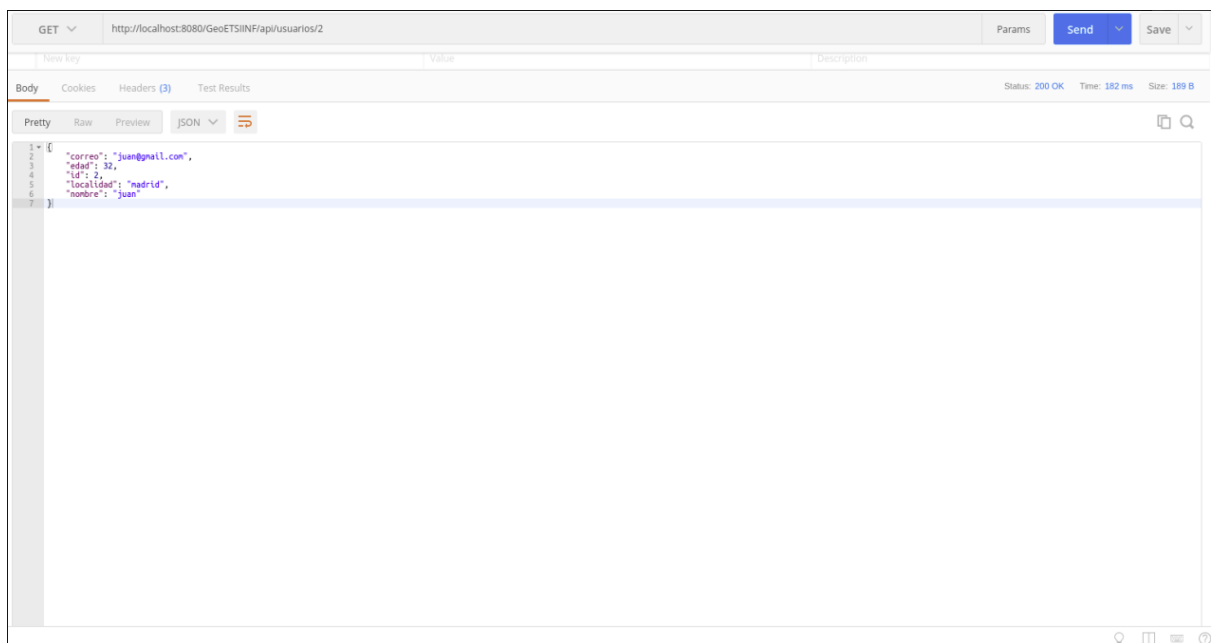 GET http://localhost:8080/GeoETSIINF/api/usuarios/2 Params Send Save
New key Value Description
Body Cookies Headers (3) Test Results Status: 200 OK Time: 182 ms Size: 189 B
Pretty Raw Preview JSON
1 {
2 "correo": "juan@gmail.com",
3 "edad": 32,
4 "id": 2,
5 "localidad": "madrid",
6 "nombre": "juan"
7 }